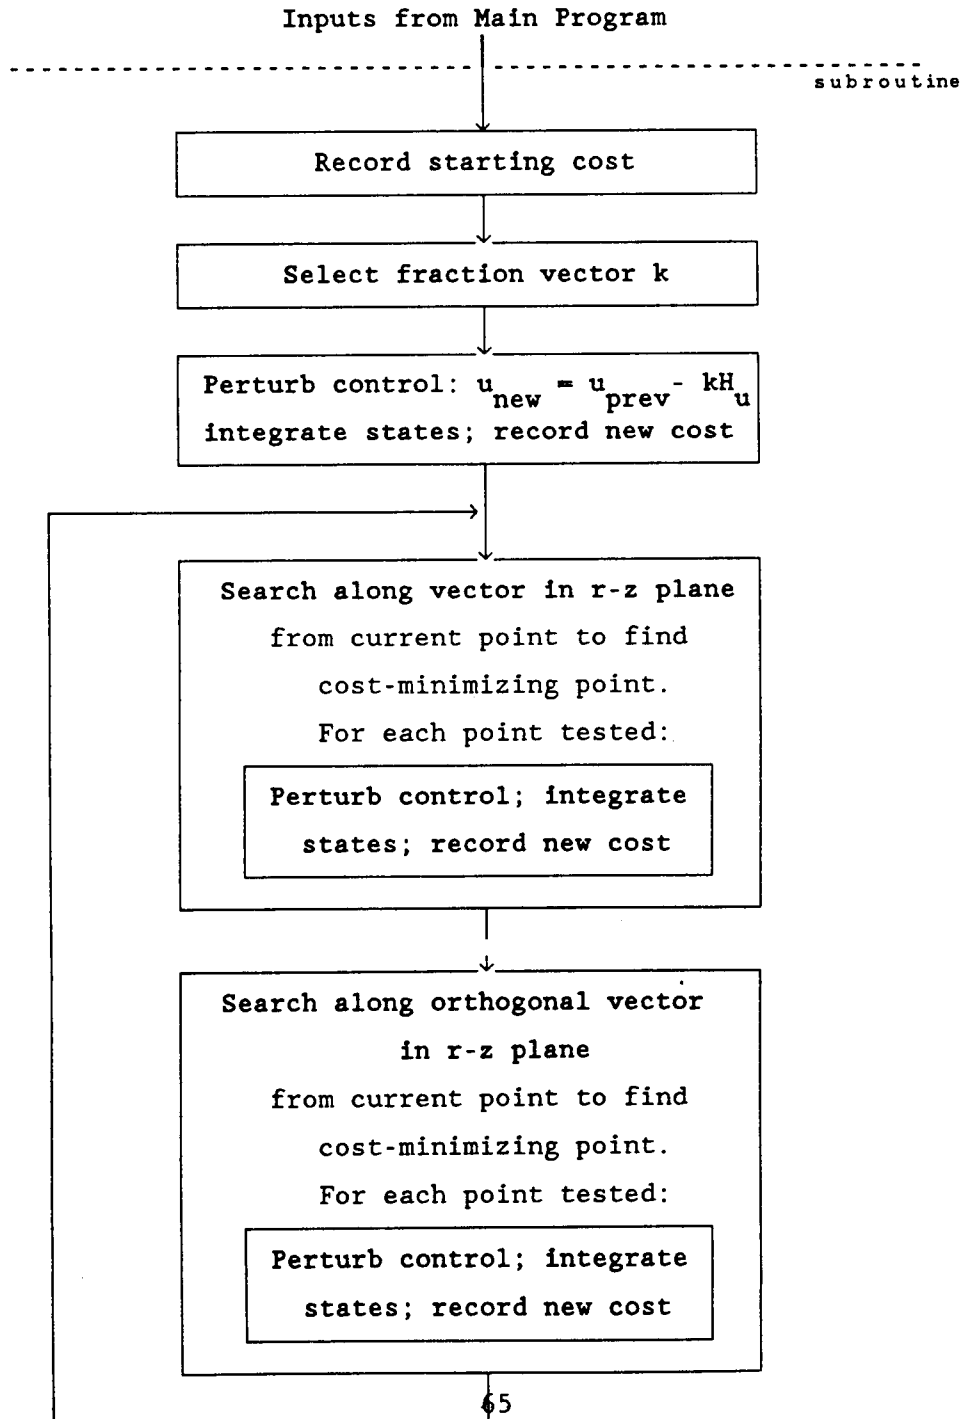 Inputs from Main Program
subroutine
Record starting cost
Select fraction vector k
Perturb control: u_new = u_prev - kH_u
integrate states; record new cost
Search along vector in r-z plane
from current point to find
cost-minimizing point.
For each point tested:
Perturb control; integrate
states; record new cost
Search along orthogonal vector
in r-z plane
from current point to find
cost-minimizing point.
For each point tested:
Perturb control; integrate
states; record new cost
65